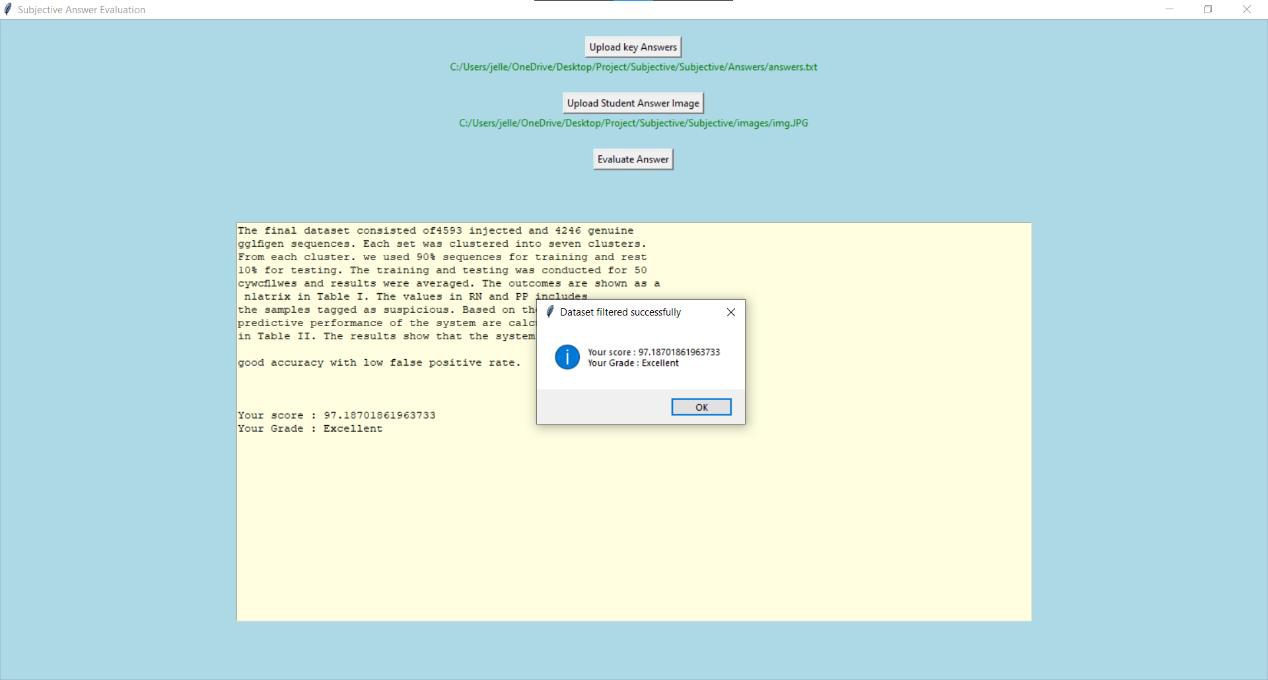 Subjective Answer Evaluation
Upload key Answers
C:/Users/jelle/OneDrive/Desktop/Project/Subjective/Subjective/Answers/answers.txt
Upload Student Answer Image
C:/Users/jelle/OneDrive/Desktop/Project/Subjective/Subjective/images/img.JPG
Evaluate Answer
The final dataset consisted of4593 injected and 4246 genuine
gglfigen sequences. Each set was clustered into seven clusters.
From each cluster. we used 90% sequences for training and rest
10% for testing. The training and testing was conducted for 50
cywcfilwes and results were averaged. The outcomes are shown as a
nlatrix in Table I. The values in RN and PP includes
the samples tagged as suspicious. Based on
predictive performance of the system are
in Table II. The results show that the system
good accuracy with low false positive rate.
Your score : 97.18701861963733
Your Grade : Excellent
Dataset filtered successfully
Your score : 97.18701861963733
Your Grade : Excellent
OK